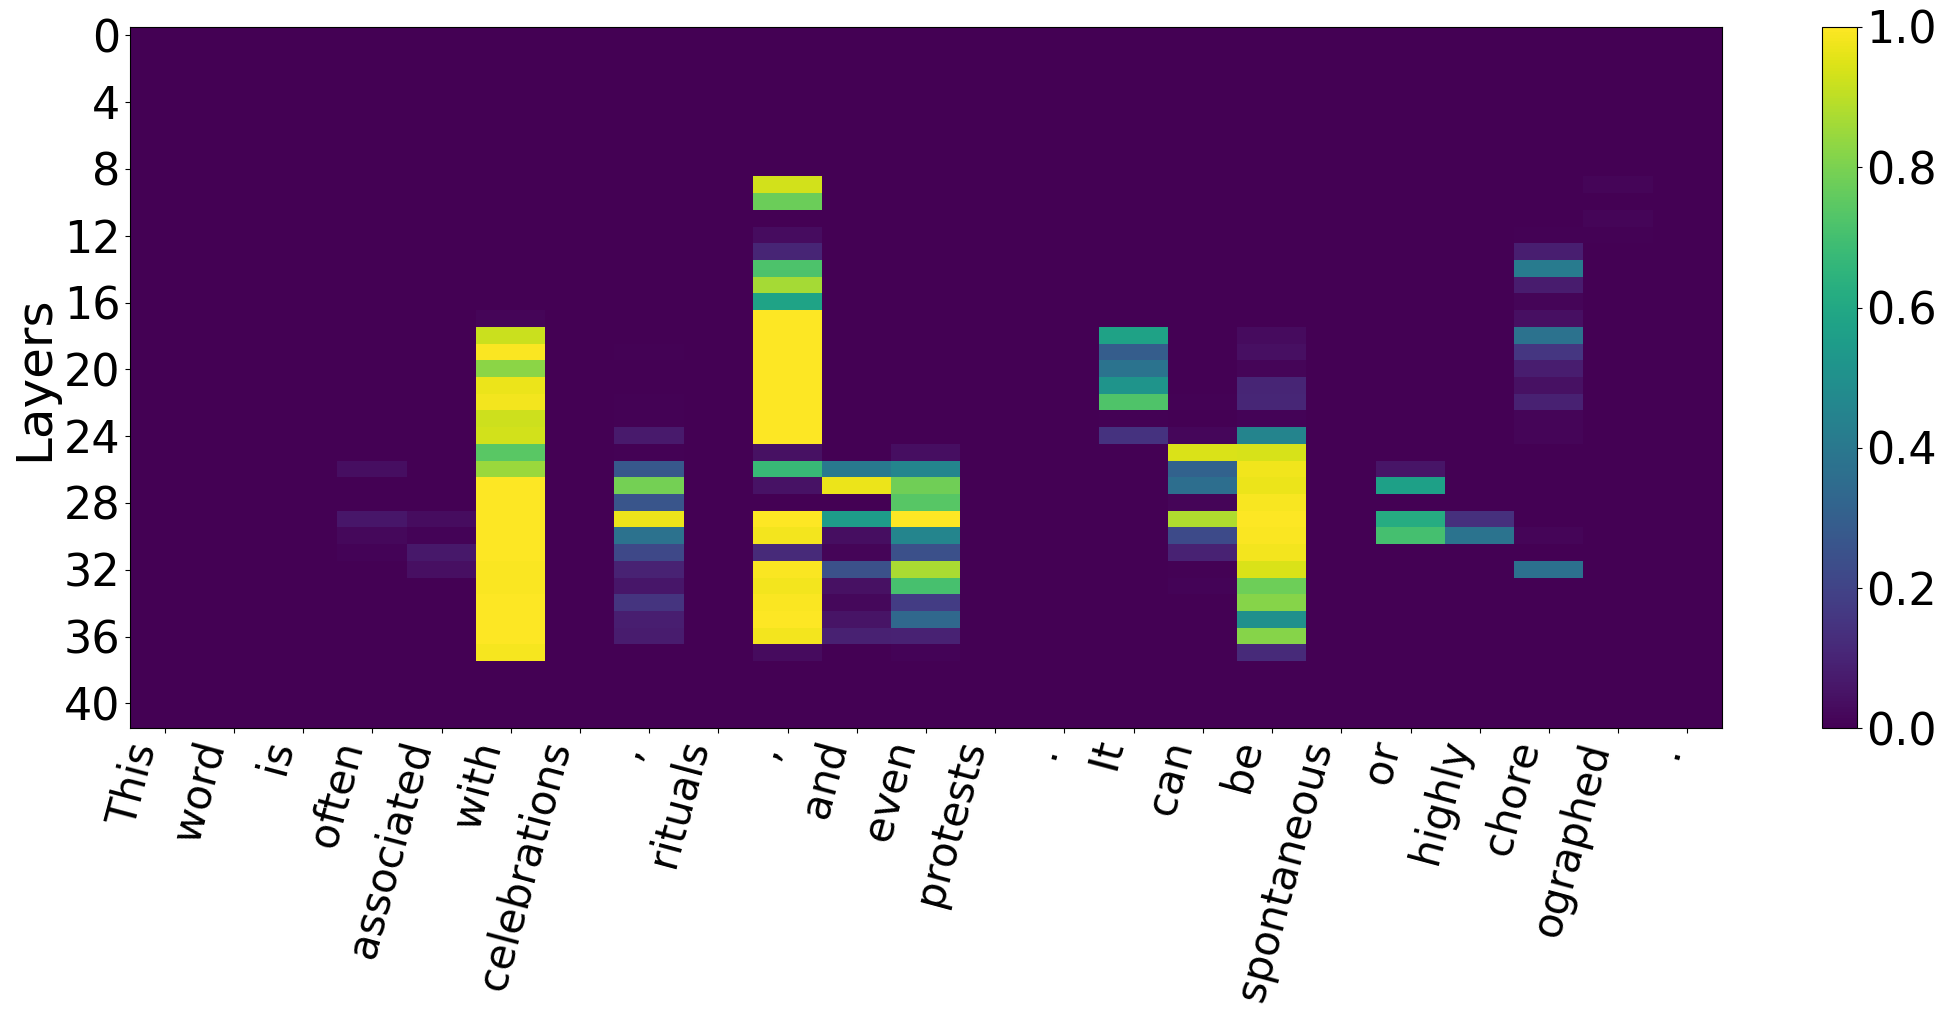 Layers
0
4
8
12
16
20
24
28
32
36
40
This
word
is
often
associated
with
celebrations
,
rituals
,
and
even
protests
.
It
can
be
spontaneous
or
highly
chore
ographed
.
1.0
0.8
0.6
0.4
0.2
0.0